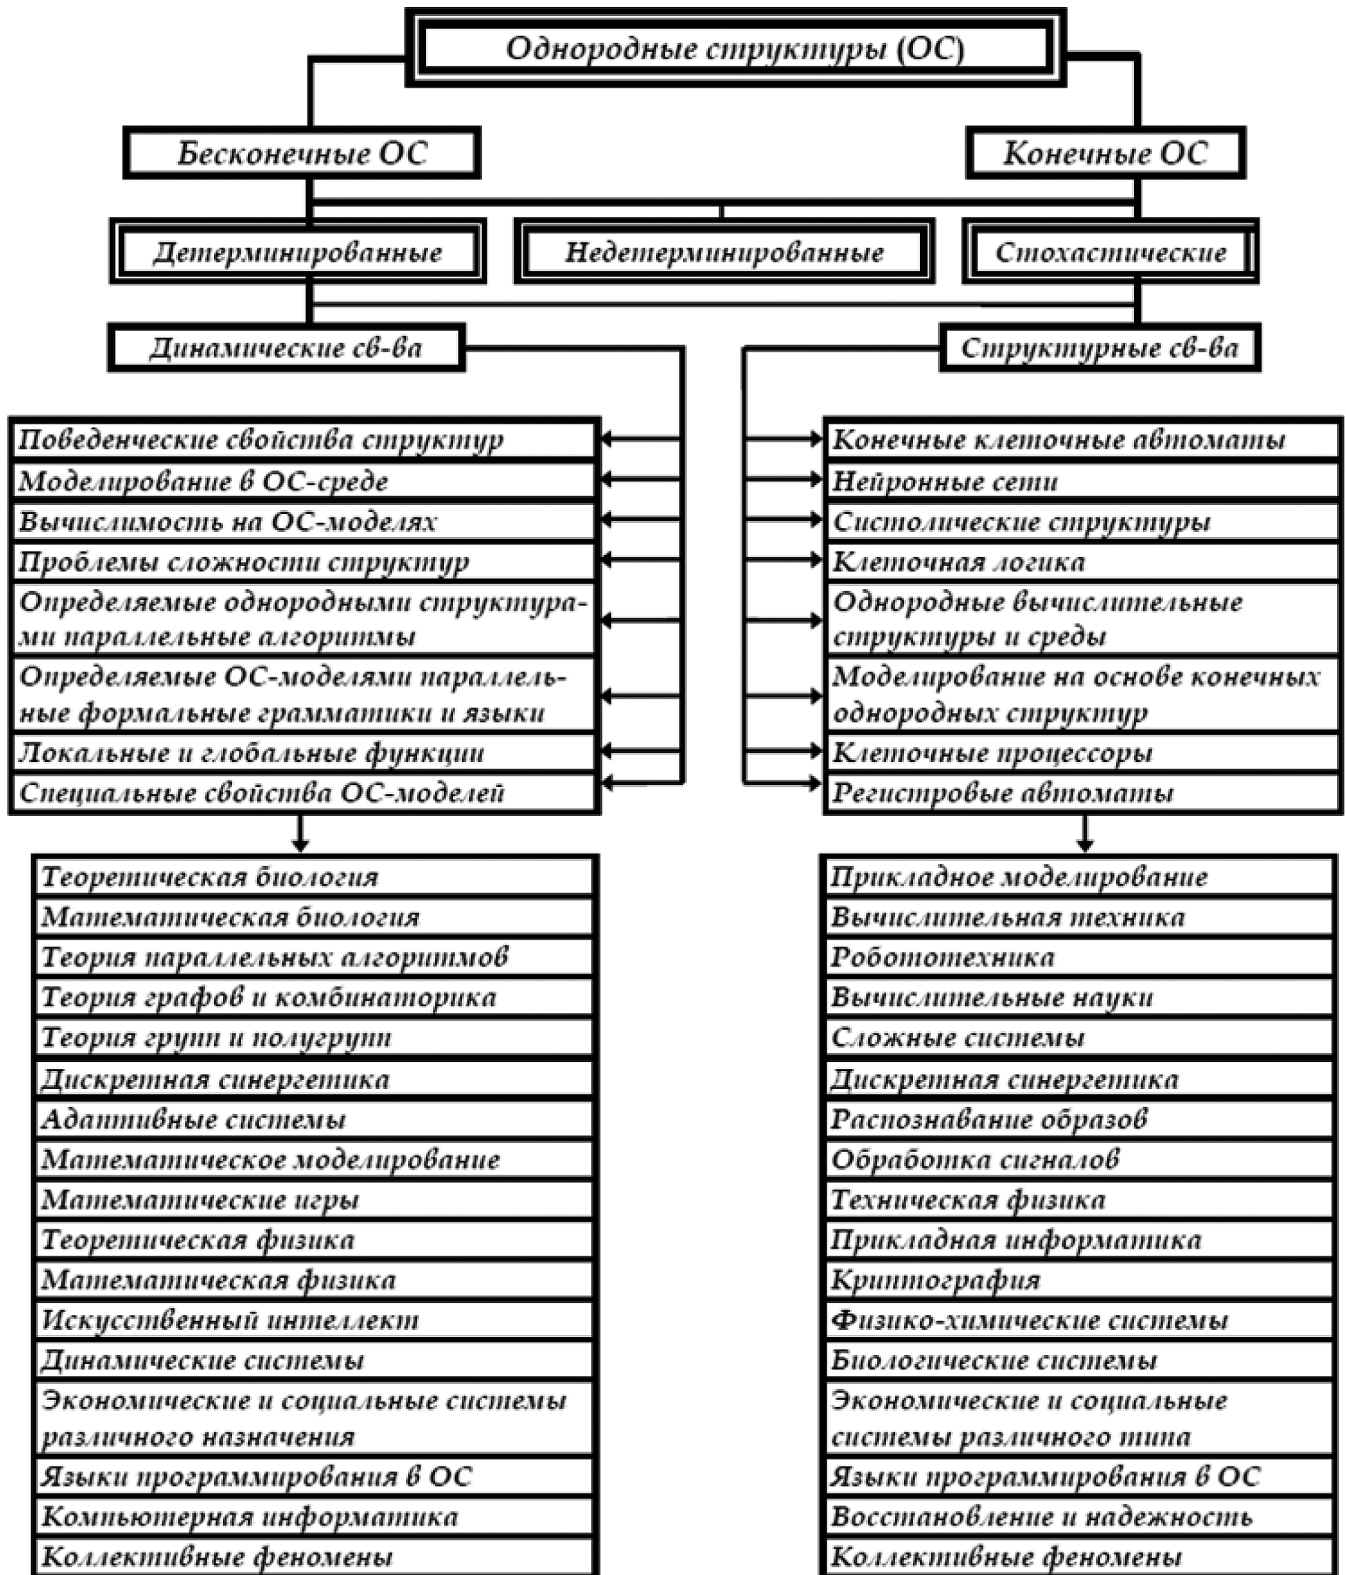 Однородные структуры (ОС)
Бесконечные ОС
Конечные ОС
Детерминированные
Недетерминированные
Стохастические
Динамические св-ва
Структурные св-ва
Поведенческие свойства структур
Моделирование в ОС-среде
Вычислимость на ОС-моделях
Проблемы сложности структур
Определяемые однородными структура-
ми параллельные алгоритмы
Определяемые ОС-моделями параллель-
ные формальные грамматики и языки
Локальные и глобальные функции
Специальные свойства ОС-моделей
Конечные клеточные автоматы
Нейронные сети
Систолические структуры
Клеточная логика
Однородные вычислительные
структуры и среды
Моделирование на основе конечных
однородных структур
Клеточные процессоры
Регистровые автоматы
Теоретическая биология
Математическая биология
Теория параллельных алгоритмов
Теория графов и комбинаторика
Теория групп и полугрупп
Дискретная синергетика
Адаптивные системы
Математическое моделирование
Математические игры
Теоретическая физика
Математическая физика
Искусственный интеллект
Динамические системы
Экономические и социальные системы
различного назначения
Языки программирования в ОС
Компьютерная информатика
Коллективные феномены
Прикладное моделирование
Вычислительная техника
Робототехника
Вычислительные науки
Сложные системы
Дискретная синергетика
Распознавание образов
Обработка сигналов
Техническая физика
Прикладная информатика
Криптография
Физико-химические системы
Биологические системы
Экономические и социальные
системы различного типа
Языки программирования в ОС
Восстановление и надежность
Коллективные феномены